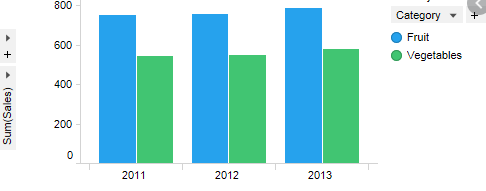 800
600
400
200
0
Sum(Sales)
+
2011
2012
2013
Category
+
Fruit
Vegetables